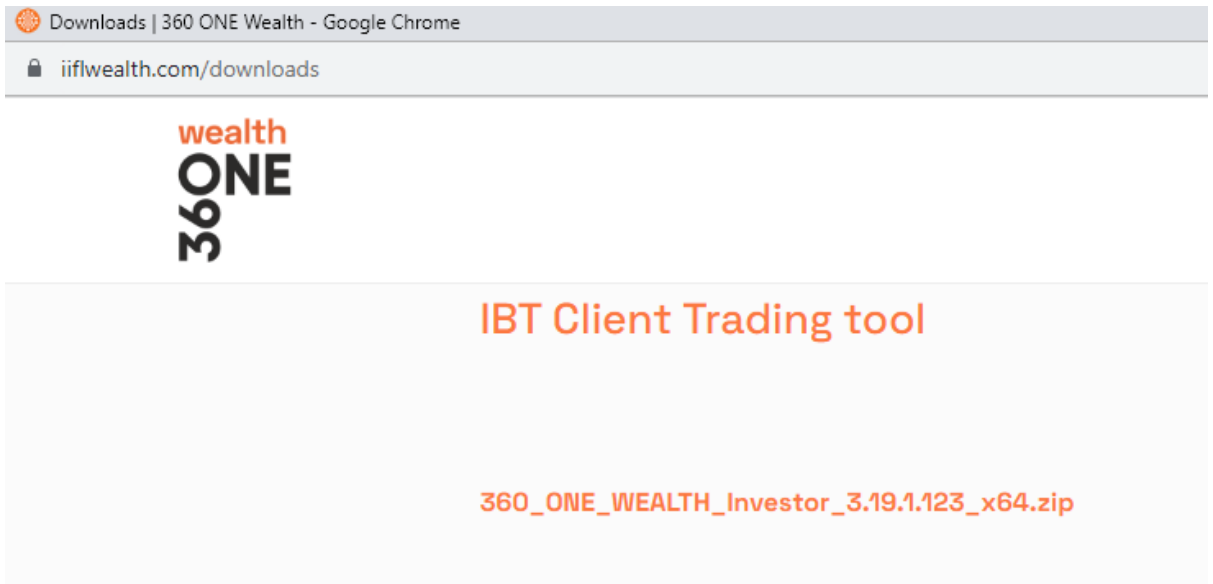 Downloads | 360 ONE Wealth - Google Chrome
iiflwealth.com/downloads
wealth
ONE
360
IBT Client Trading tool
360_ONE_WEALTH_Investor_3.19.1.123_x64.zip